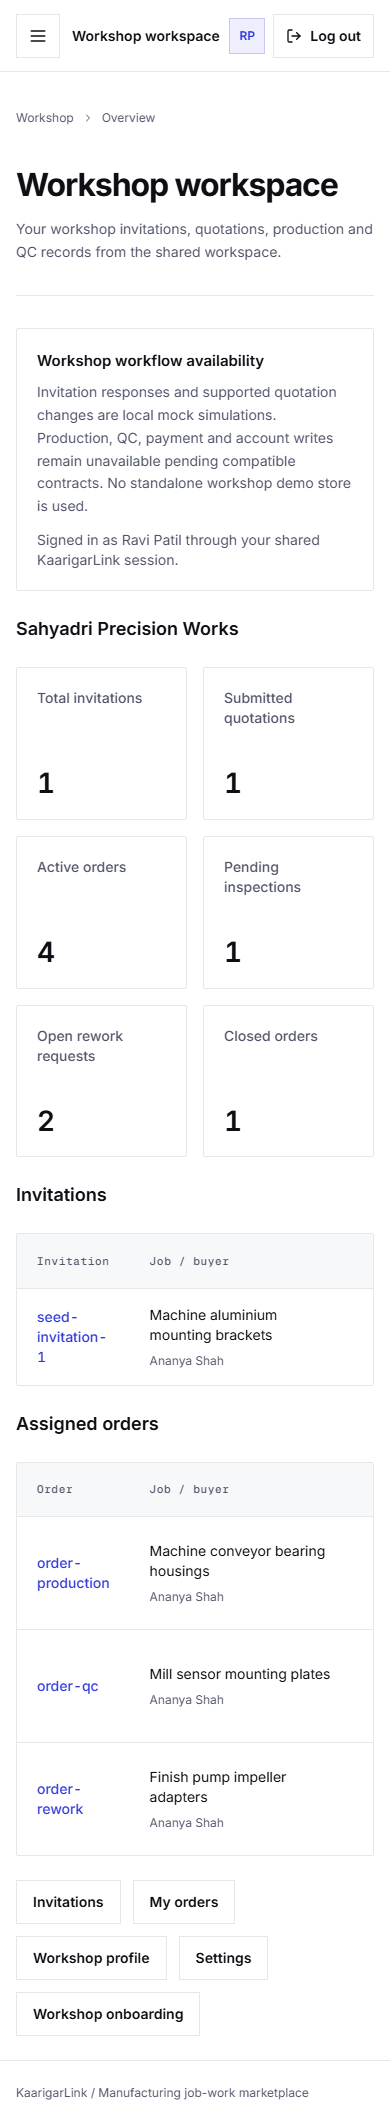 Workshop workspace RP Log out
Workshop > Overview
Workshop workspace
Your workshop invitations, quotations, production and
QC records from the shared workspace.
Workshop workflow availability
Invitation responses and supported quotation
changes are local mock simulations.
Production, QC, payment and account writes
remain unavailable pending compatible
contracts. No standalone workshop demo store
is used.
Signed in as Ravi Patil through your shared
KaarigarLink session.
Sahyadri Precision Works
Total invitations
1
Submitted
quotations
1
Active orders
4
Pending
inspections
1
Open rework
requests
2
Closed orders
1
Invitations
Invitation Job / buyer
seed-
invitation-
1
Machine aluminium
mounting brackets
Ananya Shah
Assigned orders
Order Job / buyer
order-
production
Machine conveyor bearing
housings
Ananya Shah
order-qc
Mill sensor mounting plates
Ananya Shah
order-
rework
Finish pump impeller
adapters
Ananya Shah
Invitations My orders
Workshop profile Settings
Workshop onboarding
KaarigarLink / Manufacturing job-work marketplace